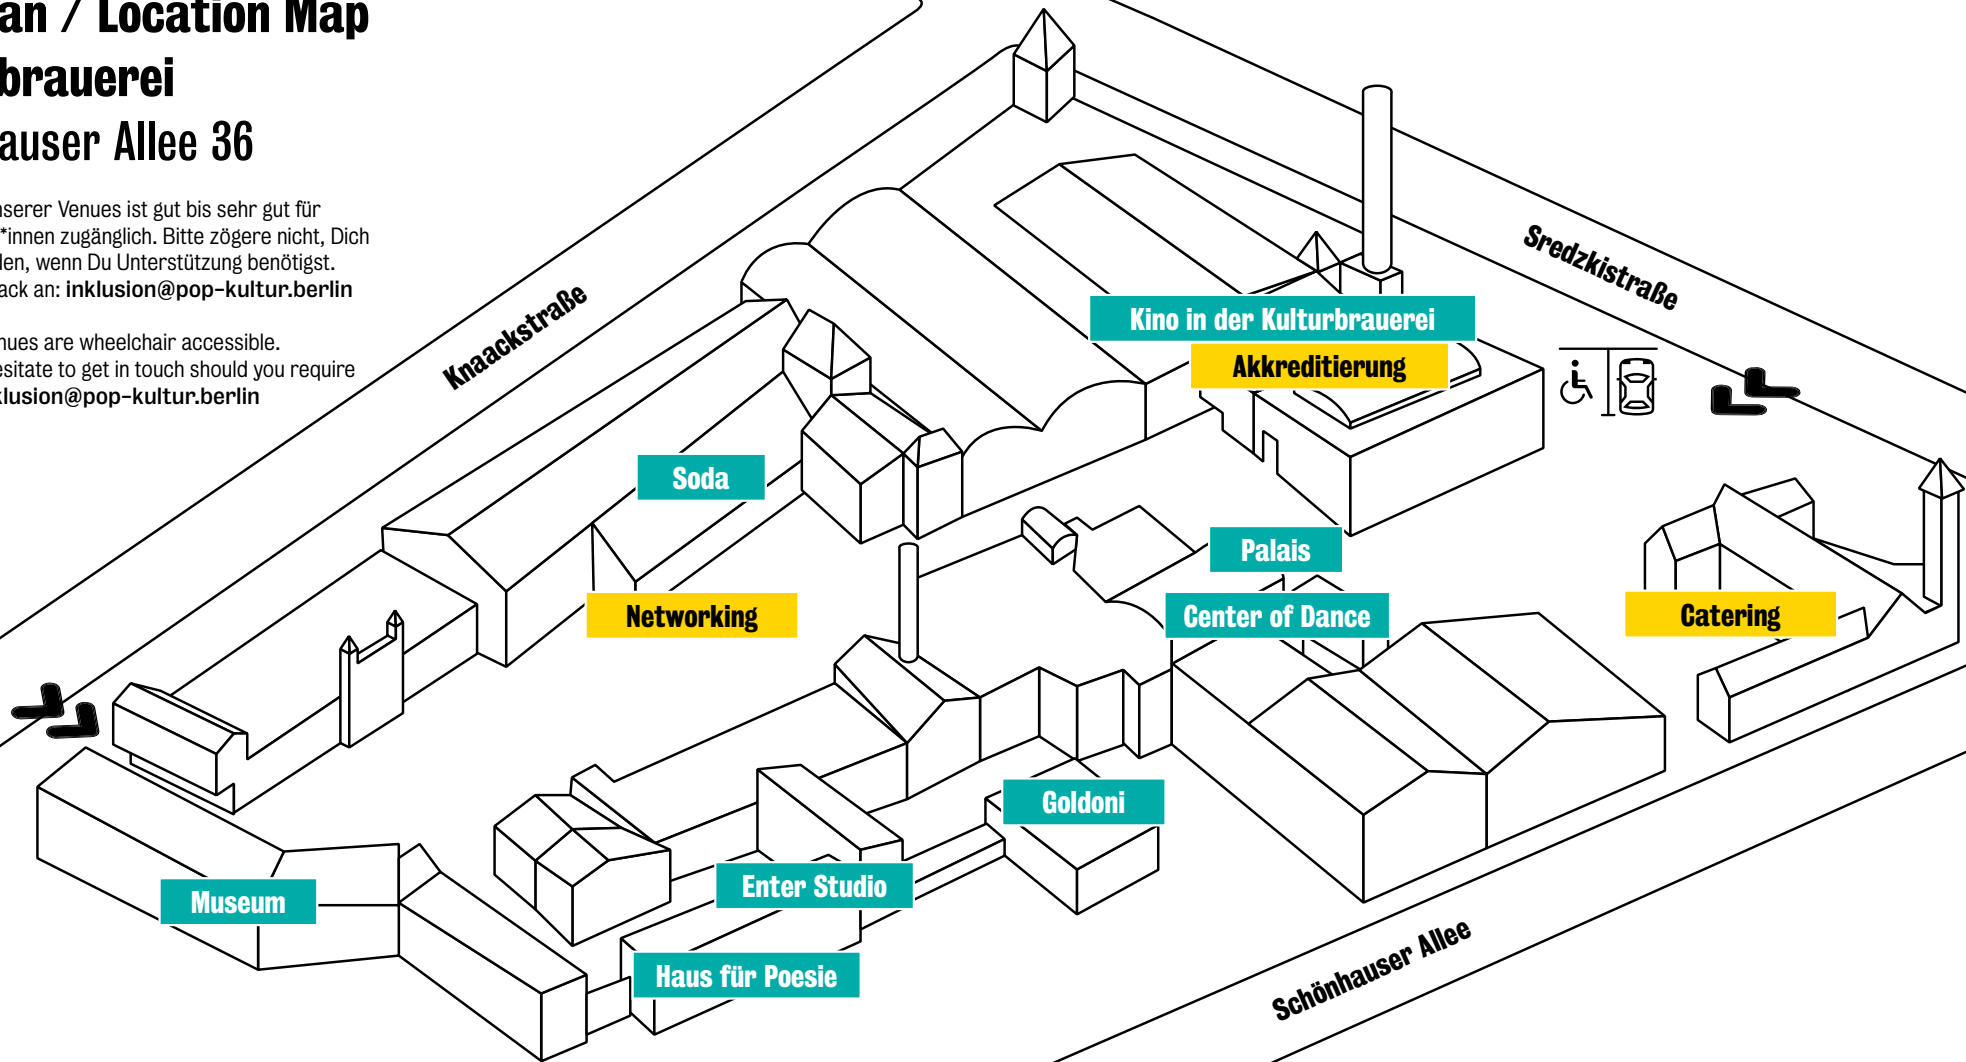 an / Location Map
brauerei
auser Allee 36
nserer Venues ist gut bis sehr gut für
*innen zugänglich. Bitte zögere nicht, Dich
den, wenn Du Unterstützung benötigst.
ack an: inklusion@pop-kultur.berlin
nues are wheelchair accessible.
esitate to get in touch should you require
klusion@pop-kultur.berlin
Knaackstraße
Sredzkistraße
Kino in der Kulturbrauerei
Akkreditierung
Soda
Palais
Networking
Center of Dance
Catering
Goldoni
Enter Studio
Museum
Haus für Poesie
Schönhauser Allee